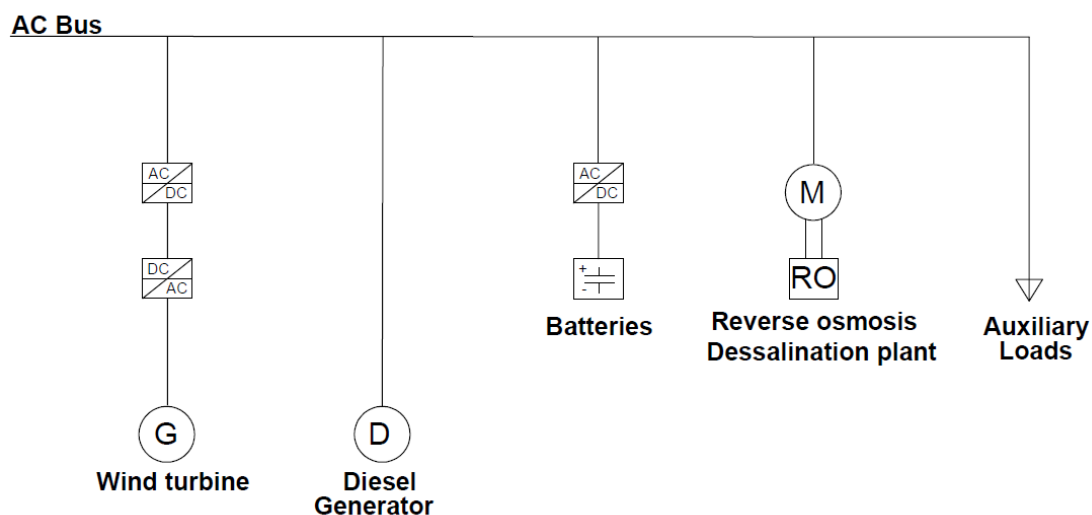 AC Bus
AC
DC
AC
DC
M
DC
AC
+
-
RO
Batteries
Reverse osmosis
Dessalination plant
Auxiliary
Loads
G
D
Wind turbine
Diesel
Generator